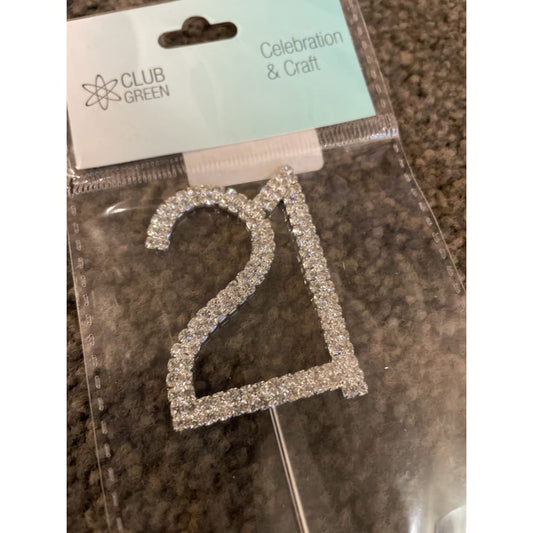 CLUB
GREEN
Celebration
& Craft
21